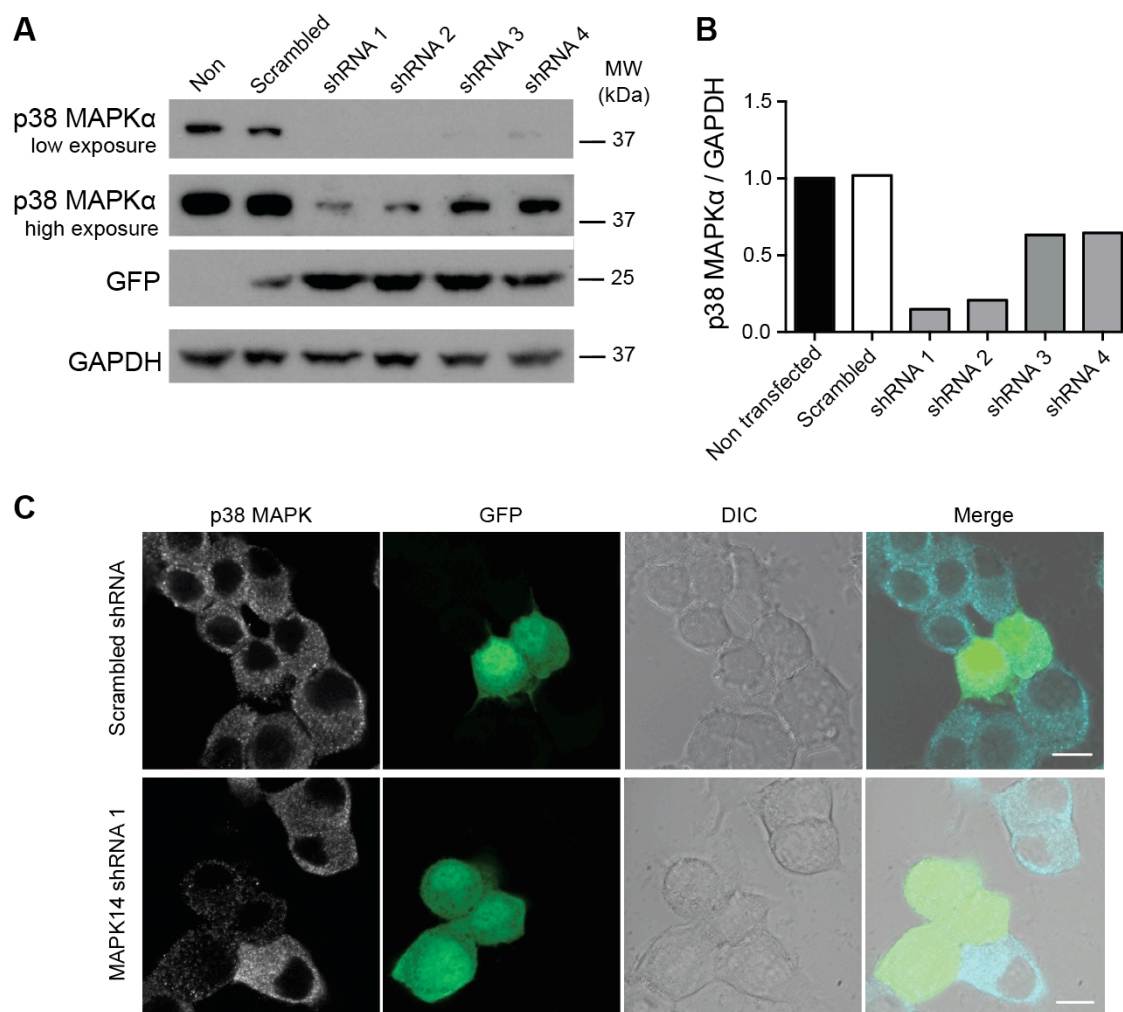 A
Non
Scrambled
shRNA 1
shRNA 2
shRNA 3
shRNA 4
MW
(kDa)
p38 MAPKα
low exposure
37
p38 MAPKα
high exposure
37
GFP
25
GAPDH
37
B
p38 MAPKα / GAPDH
1.5
1.0
0.5
0.0
Non transfected
Scrambled
shRNA 1
shRNA 2
shRNA 3
shRNA 4
C
p38 MAPK
GFP
DIC
Merge
Scrambled shRNA
MAPK14 shRNA 1